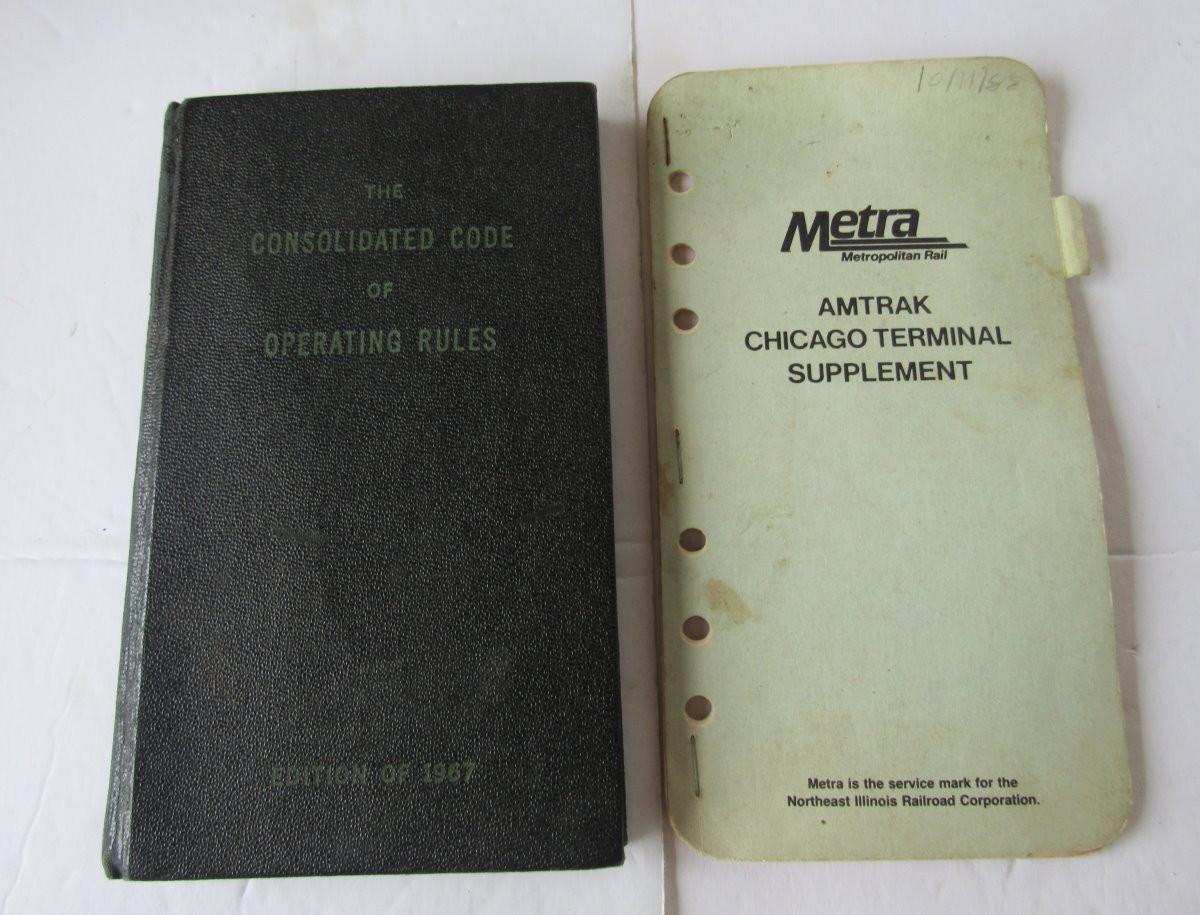 THE
CONSOLIDATED CODE
OF
OPERATING RULES
EDITION OF 1967
10/11/88
Metra
Metropolitan Rail
AMTRAK
CHICAGO TERMINAL
SUPPLEMENT
Metra is the service mark for the
Northeast Illinois Railroad Corporation.